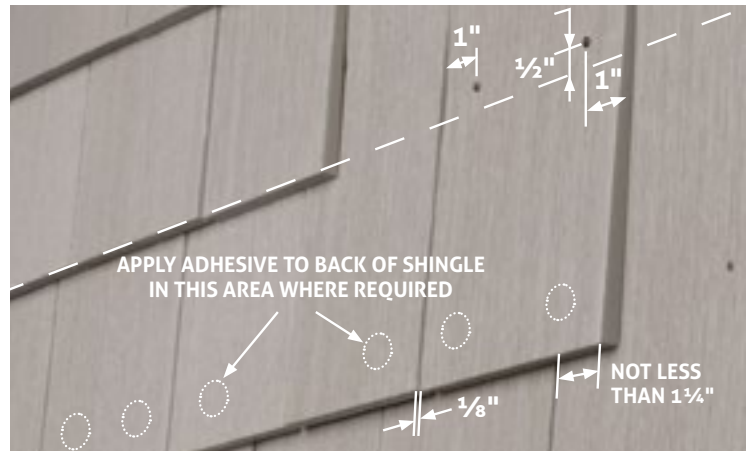 1"
½"
1"
APPLY ADHESIVE TO BACK OF SHINGLE
IN THIS AREA WHERE REQUIRED
NOT LESS
THAN 1¼"
⅛"